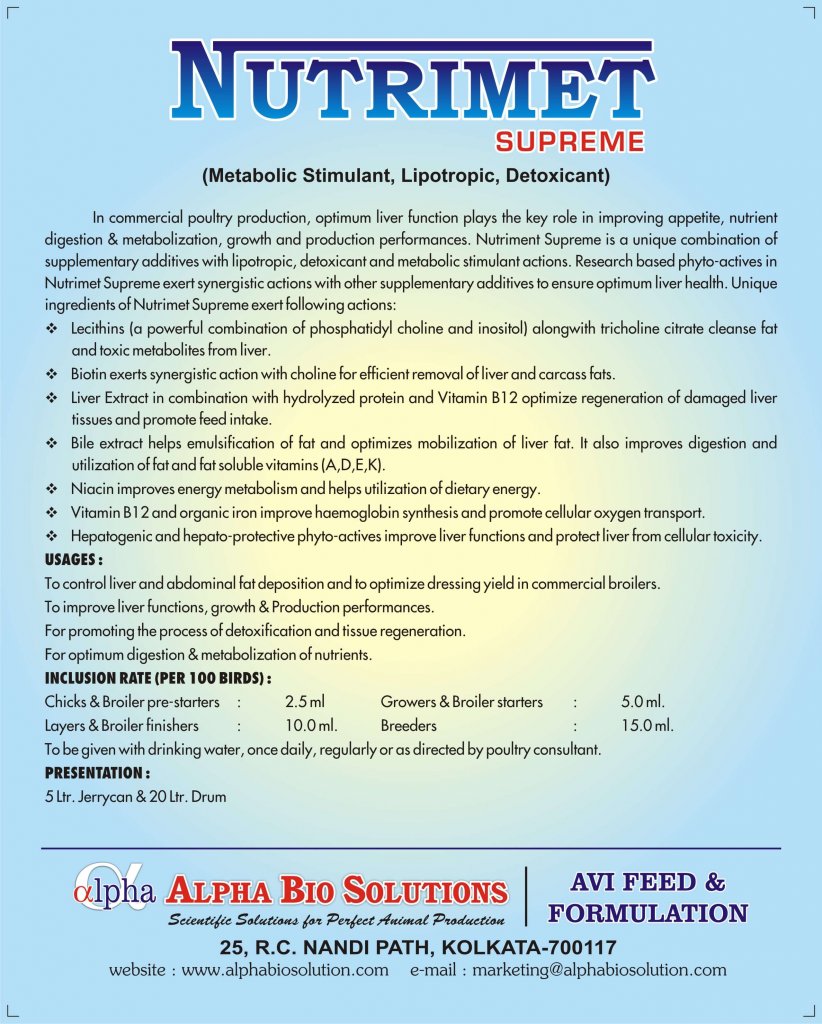 NUTRIMET
SUPREME
(Metabolic Stimulant, Lipotropic, Detoxicant)
In commercial poultry production, optimum liver function plays the key role in improving appetite, nutrient
digestion & metabolization, growth and production performances. Nutriment Supreme is a unique combination of
supplementary additives with lipotropic, detoxicant and metabolic stimulant actions. Research based phyto-actives in
Nutrimet Supreme exert synergistic actions with other supplementary additives to ensure optimum liver health. Unique
ingredients of Nutrimet Supreme exert following actions:
❖ Lecithins (a powerful combination of phosphatidyl choline and inositol) alongwith tricholine citrate cleanse fat
and toxic metabolites from liver.
❖ Biotin exerts synergistic action with choline for efficient removal of liver and carcass fats.
❖ Liver Extract in combination with hydrolyzed protein and Vitamin B12 optimize regeneration of damaged liver
tissues and promote feed intake.
❖ Bile extract helps emulsification of fat and optimizes mobilization of liver fat. It also improves digestion and
utilization of fat and fat soluble vitamins (A,D,E,K).
❖ Niacin improves energy metabolism and helps utilization of dietary energy.
❖ Vitamin B12 and organic iron improve haemoglobin synthesis and promote cellular oxygen transport.
❖ Hepatogenic and hepato-protective phyto-actives improve liver functions and protect liver from cellular toxicity.
USAGES :
To control liver and abdominal fat deposition and to optimize dressing yield in commercial broilers.
To improve liver functions, growth & Production performances.
For promoting the process of detoxification and tissue regeneration.
For optimum digestion & metabolization of nutrients.
INCLUSION RATE (PER 100 BIRDS) :
Chicks & Broiler pre-starters : 2.5 ml Growers & Broiler starters : 5.0 ml.
Layers & Broiler finishers : 10.0 ml. Breeders : 15.0 ml.
To be given with drinking water, once daily, regularly or as directed by poultry consultant.
PRESENTATION :
5 Ltr. Jerrycan & 20 Ltr. Drum
αlpha ALPHA BIO SOLUTIONS
Scientific Solutions for Perfect Animal Production
AVI FEED &
FORMULATION
25, R.C. NANDI PATH, KOLKATA-700117
website : www.alphabiosolution.com e-mail : marketing@alphabiosolution.com